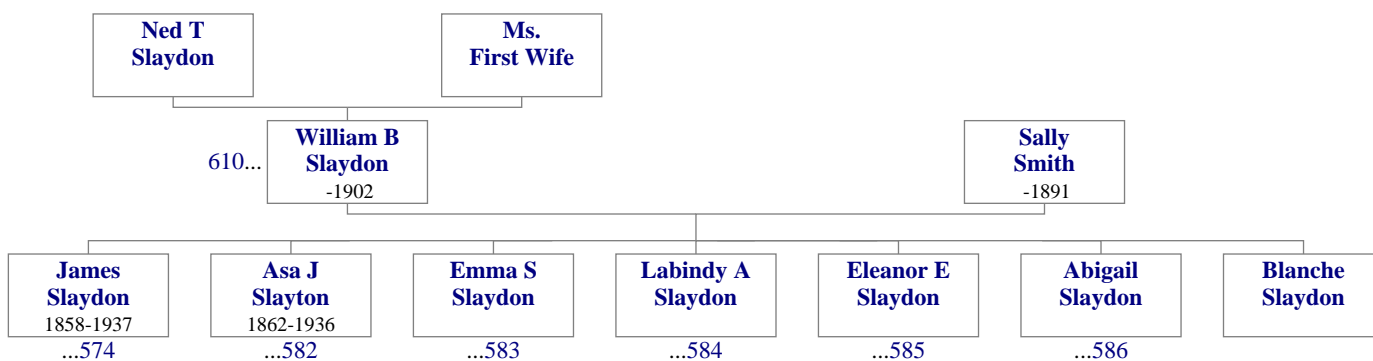 Ned T
Slaydon
Ms.
First Wife
610...
William B
Slaydon
-1902
Sally
Smith
-1891
James
Slaydon
1858-1937
Asa J
Slayton
1862-1936
Emma S
Slaydon
Labindy A
Slaydon
Eleanor E
Slaydon
Abigail
Slaydon
Blanche
Slaydon
...574
...582
...583
...584
...585
...586